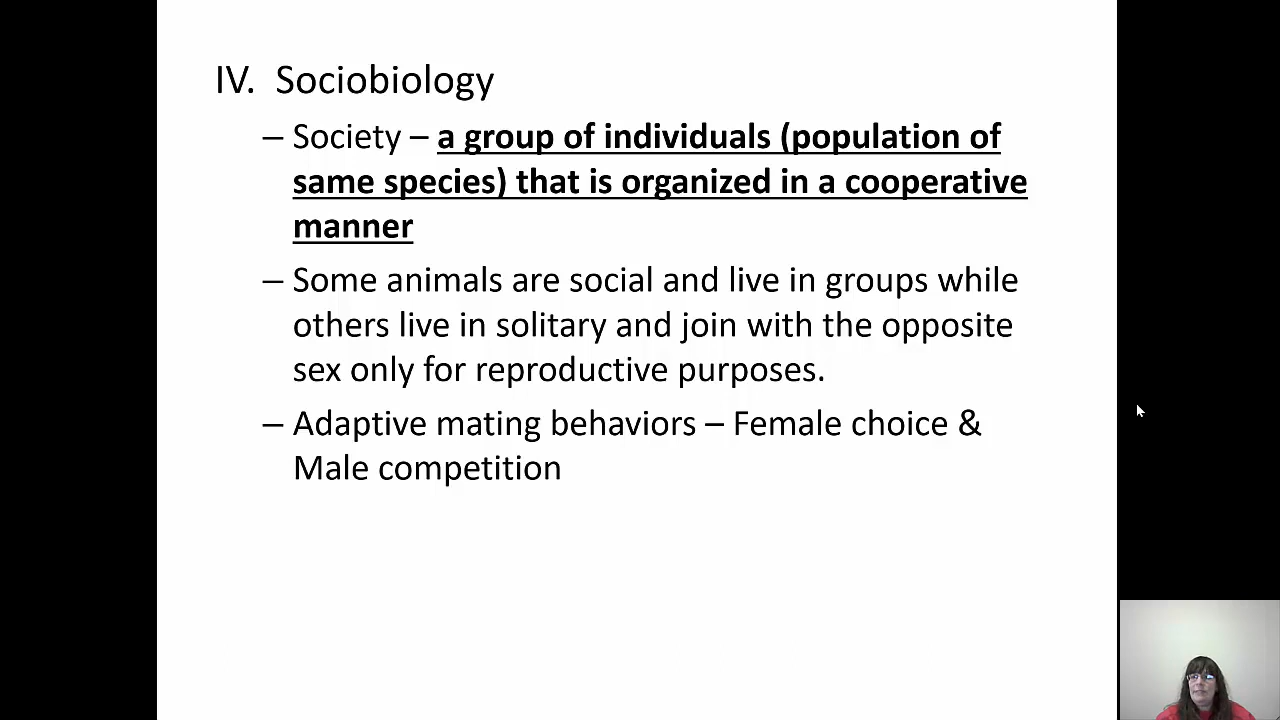 IV. Sociobiology
– Society – a group of individuals (population of
same species) that is organized in a cooperative
manner
– Some animals are social and live in groups while
others live in solitary and join with the opposite
sex only for reproductive purposes.
– Adaptive mating behaviors – Female choice &
Male competition